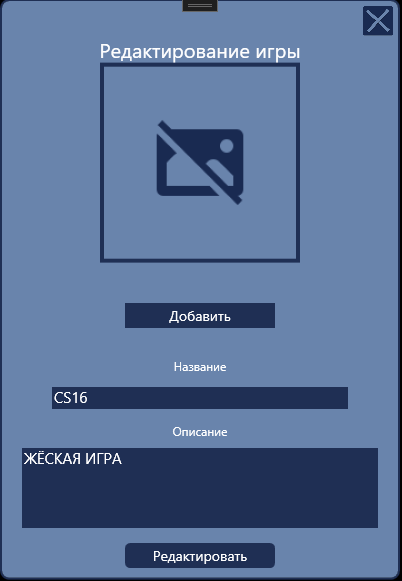 Редактирование игры
Добавить
Название
CS16
Описание
ЖЁСКАЯ ИГРА
Редактировать